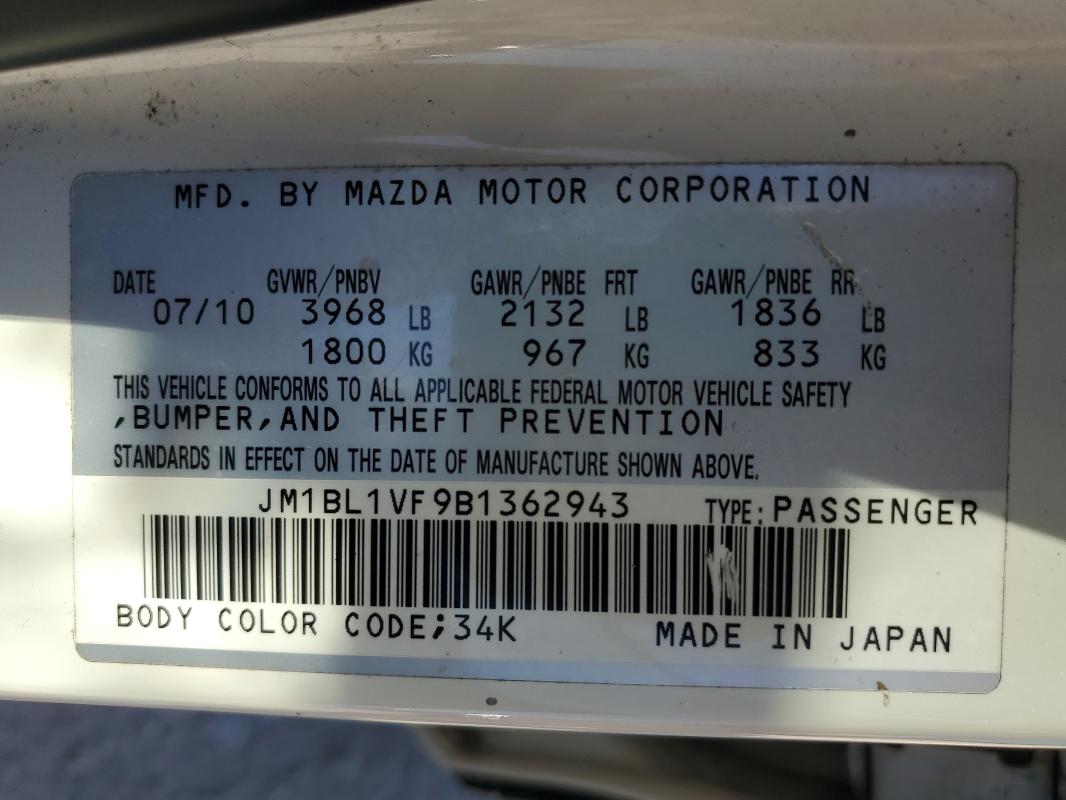 MFD. BY MAZDA MOTOR CORPORATION
DATE GVWR/PNBV GAWR/PNBE FRT GAWR/PNBE RR
07/10 3968 LB 2132 LB 1836 LB
1800 KG 967 KG 833 KG
THIS VEHICLE CONFORMS TO ALL APPLICABLE FEDERAL MOTOR VEHICLE SAFETY
,BUMPER,AND THEFT PREVENTION
STANDARDS IN EFFECT ON THE DATE OF MANUFACTURE SHOWN ABOVE.
JM1BL1VF9B1362943 TYPE:PASSENGER
BODY COLOR CODE;34K MADE IN JAPAN